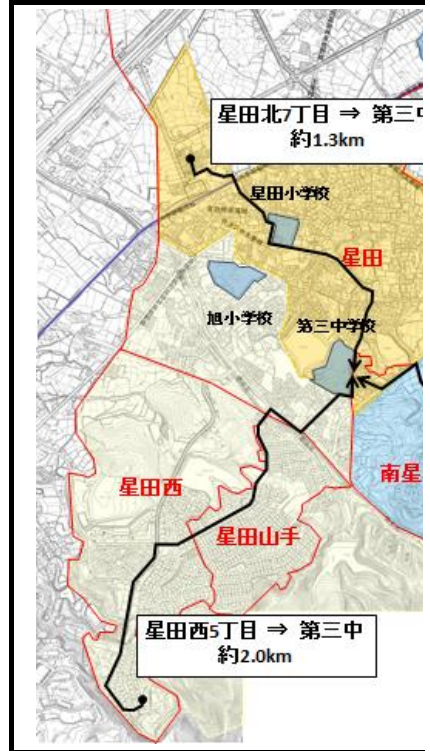 星田北7丁目 ⇒ 第三中
約1.3km
星田小学校
星田
旭小学校
第三中学校
南星
星田西
星田山手
星田西5丁目 ⇒ 第三中
約2.0km